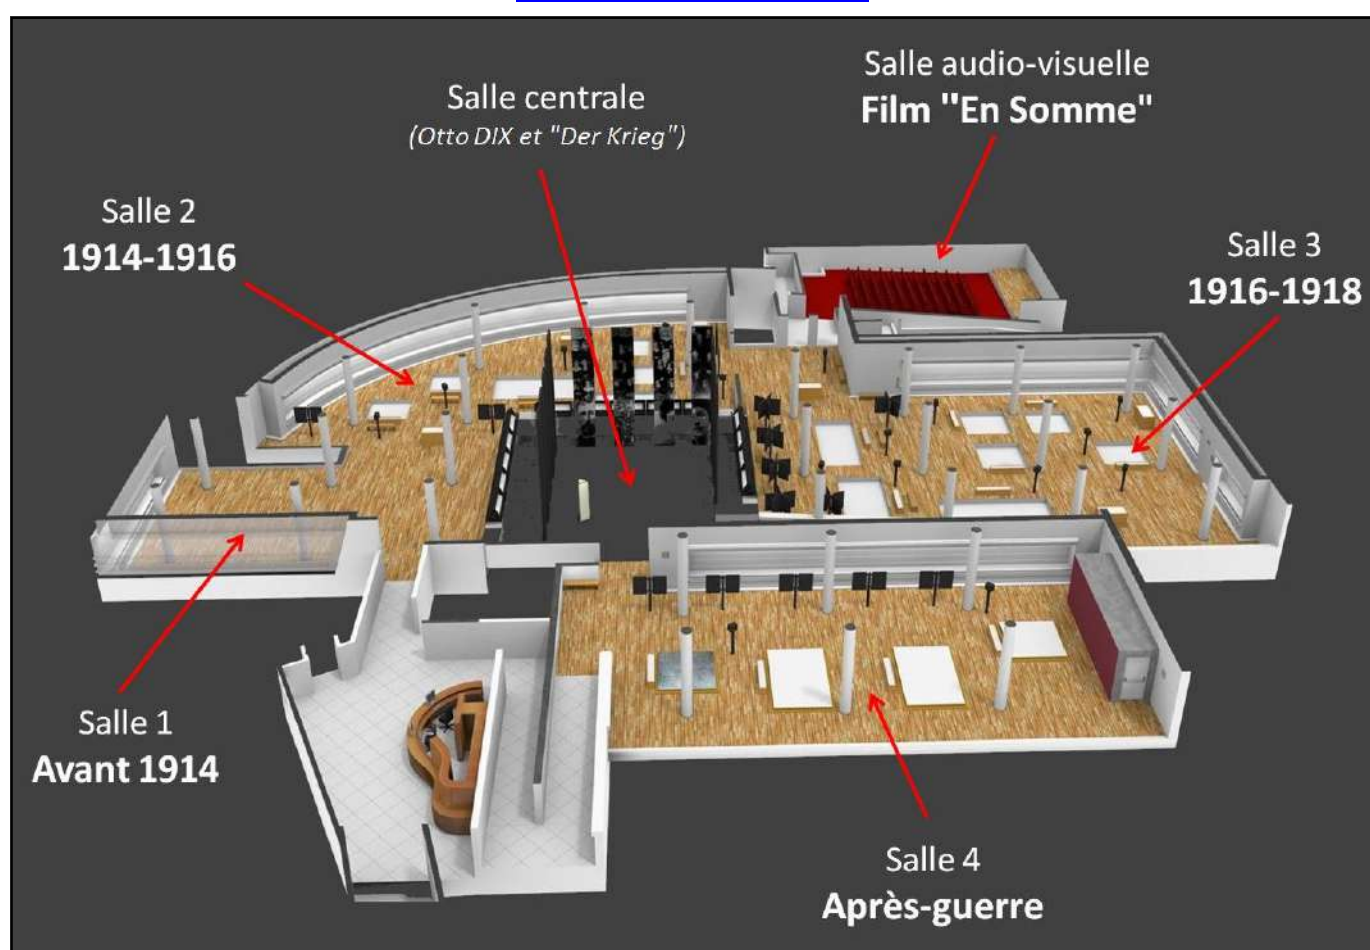 Salle audio-visuelle
Film "En Somme"
Salle centrale
(Otto DIX et "Der Krieg")
Salle 2
1914-1916
Salle 3
1916-1918
Salle 1
Avant 1914
Salle 4
Après-guerre